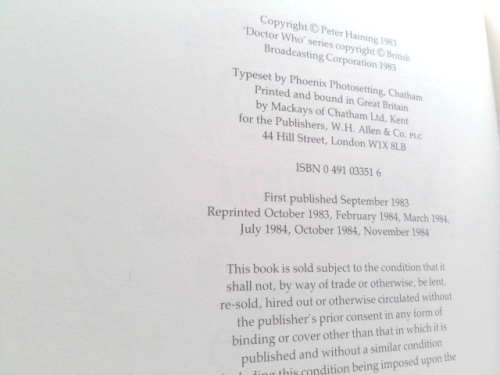 Copyright © Peter Haining 1983
'Doctor Who' series copyright © British
Broadcasting Corporation 1983
Typeset by Phoenix Photosetting, Chatham
Printed and bound in Great Britain
by Mackays of Chatham Ltd, Kent
for the Publishers, W.H. Allen & Co. PLC
44 Hill Street, London W1X 8LB
ISBN 0 491 03351 6
First published September 1983
Reprinted October 1983, February 1984, March 1984,
July 1984, October 1984, November 1984
This book is sold subject to the condition that it
shall not, by way of trade or otherwise, be lent,
re-sold, hired out or otherwise circulated without
the publisher's prior consent in any form of
binding or cover other than that in which it is
published and without a similar condition
this condition being imposed upon the